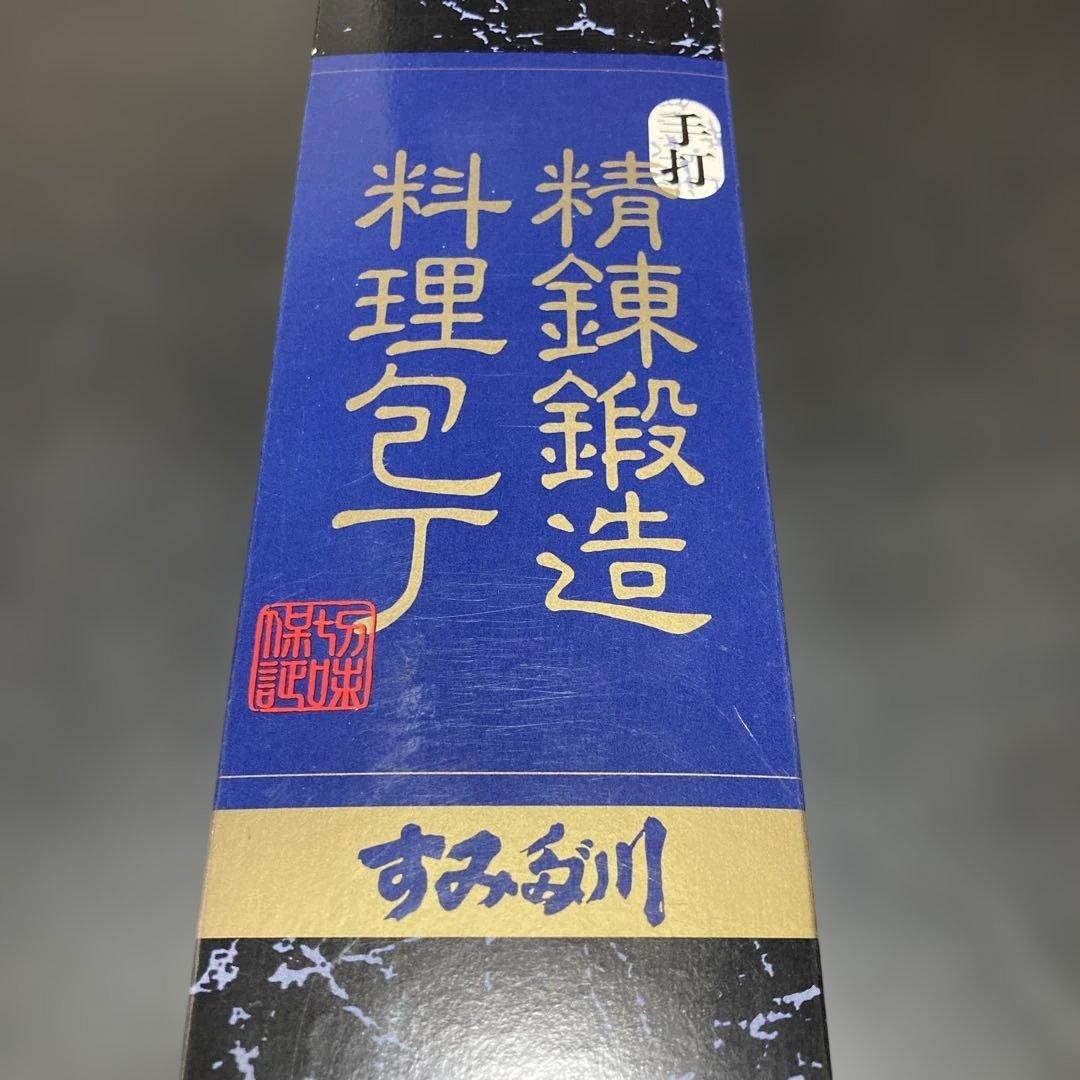 手打
精錬鍛造
料理包丁
切味
保証
すみだ川